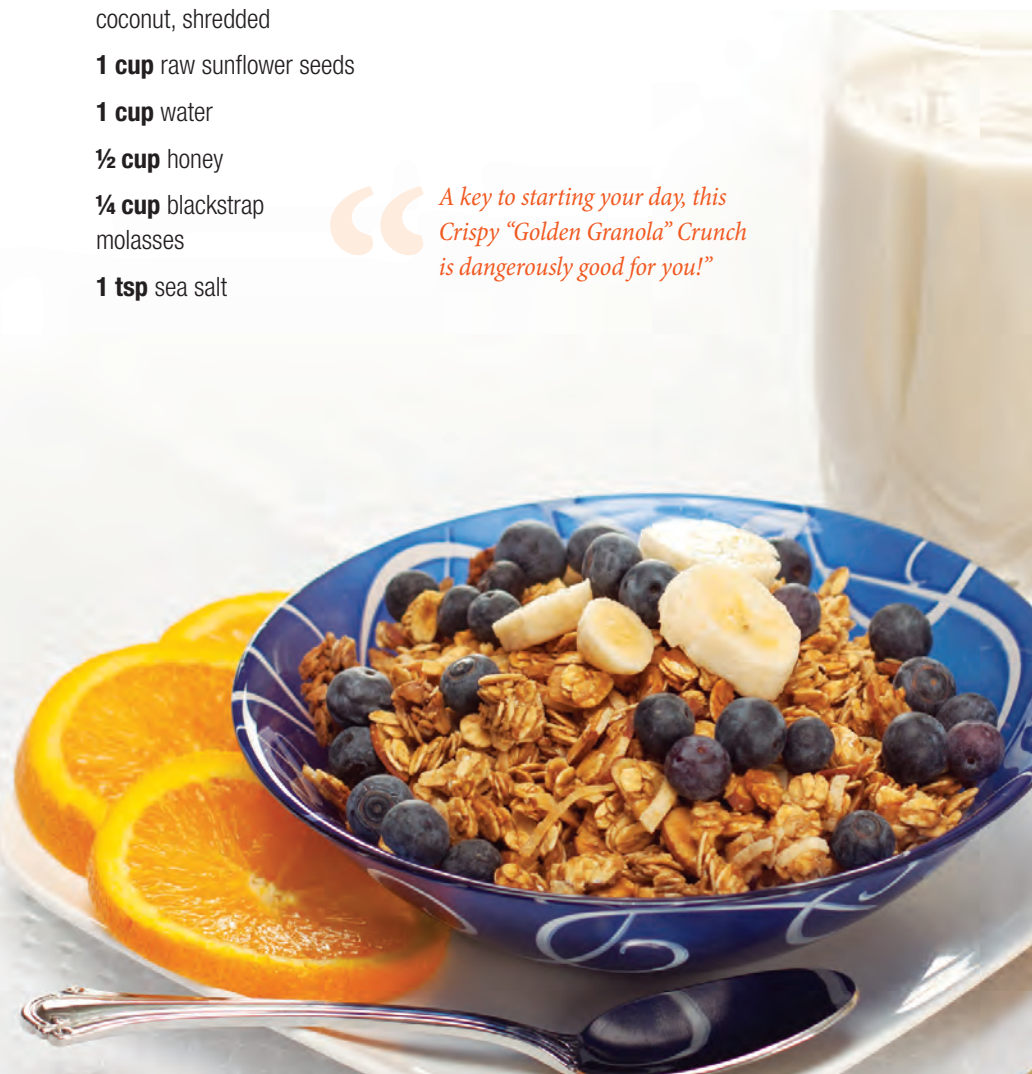 coconut, shredded
1 cup raw sunflower seeds
1 cup water
½ cup honey
¼ cup blackstrap
molasses
1 tsp sea salt
“ A key to starting your day, this
Crispy “Golden Granola” Crunch
is dangerously good for you!”